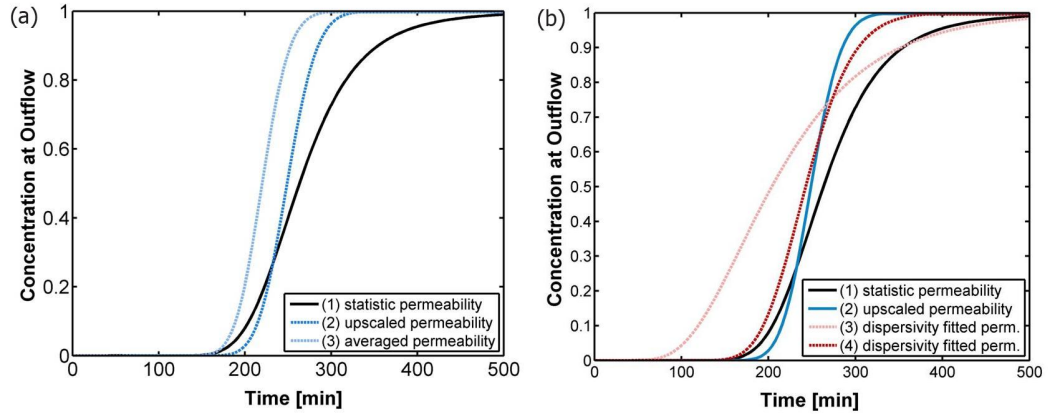 (a)
Concentration at Outflow
1
0.8
0.6
0.4
0.2
0
0 100 200 300 400 500
Time [min]
(1) statistic permeability
(2) upscaled permeability
(3) averaged permeability
(b)
Concentration at Outflow
1
0.9
0.8
0.7
0.6
0.5
0.4
0.3
0.2
0.1
0
0 100 200 300 400 500
Time [min]
(1) statistic permeability
(2) upscaled permeability
(3) dispersivity fitted perm.
(4) dispersivity fitted perm.